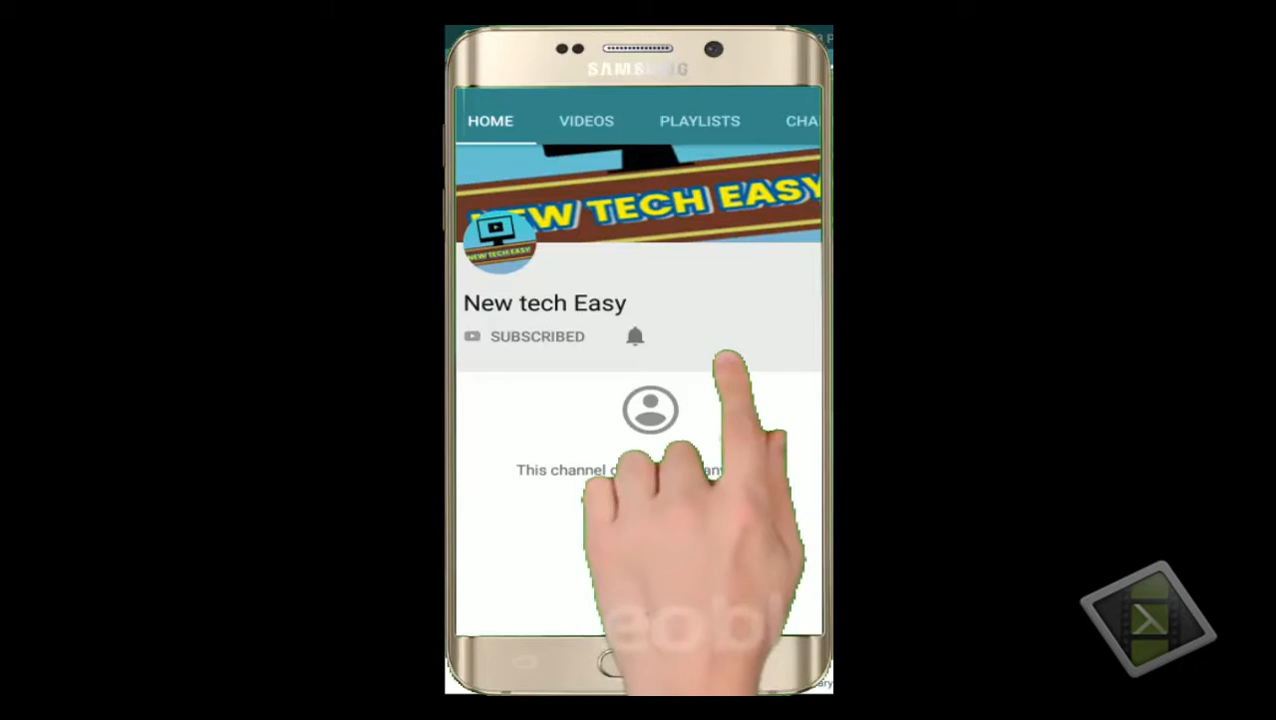 SAMSUNG
HOME VIDEOS PLAYLISTS CHA
NEW TECH EASY
NEW TECH EASY
New tech Easy
SUBSCRIBED
This channel